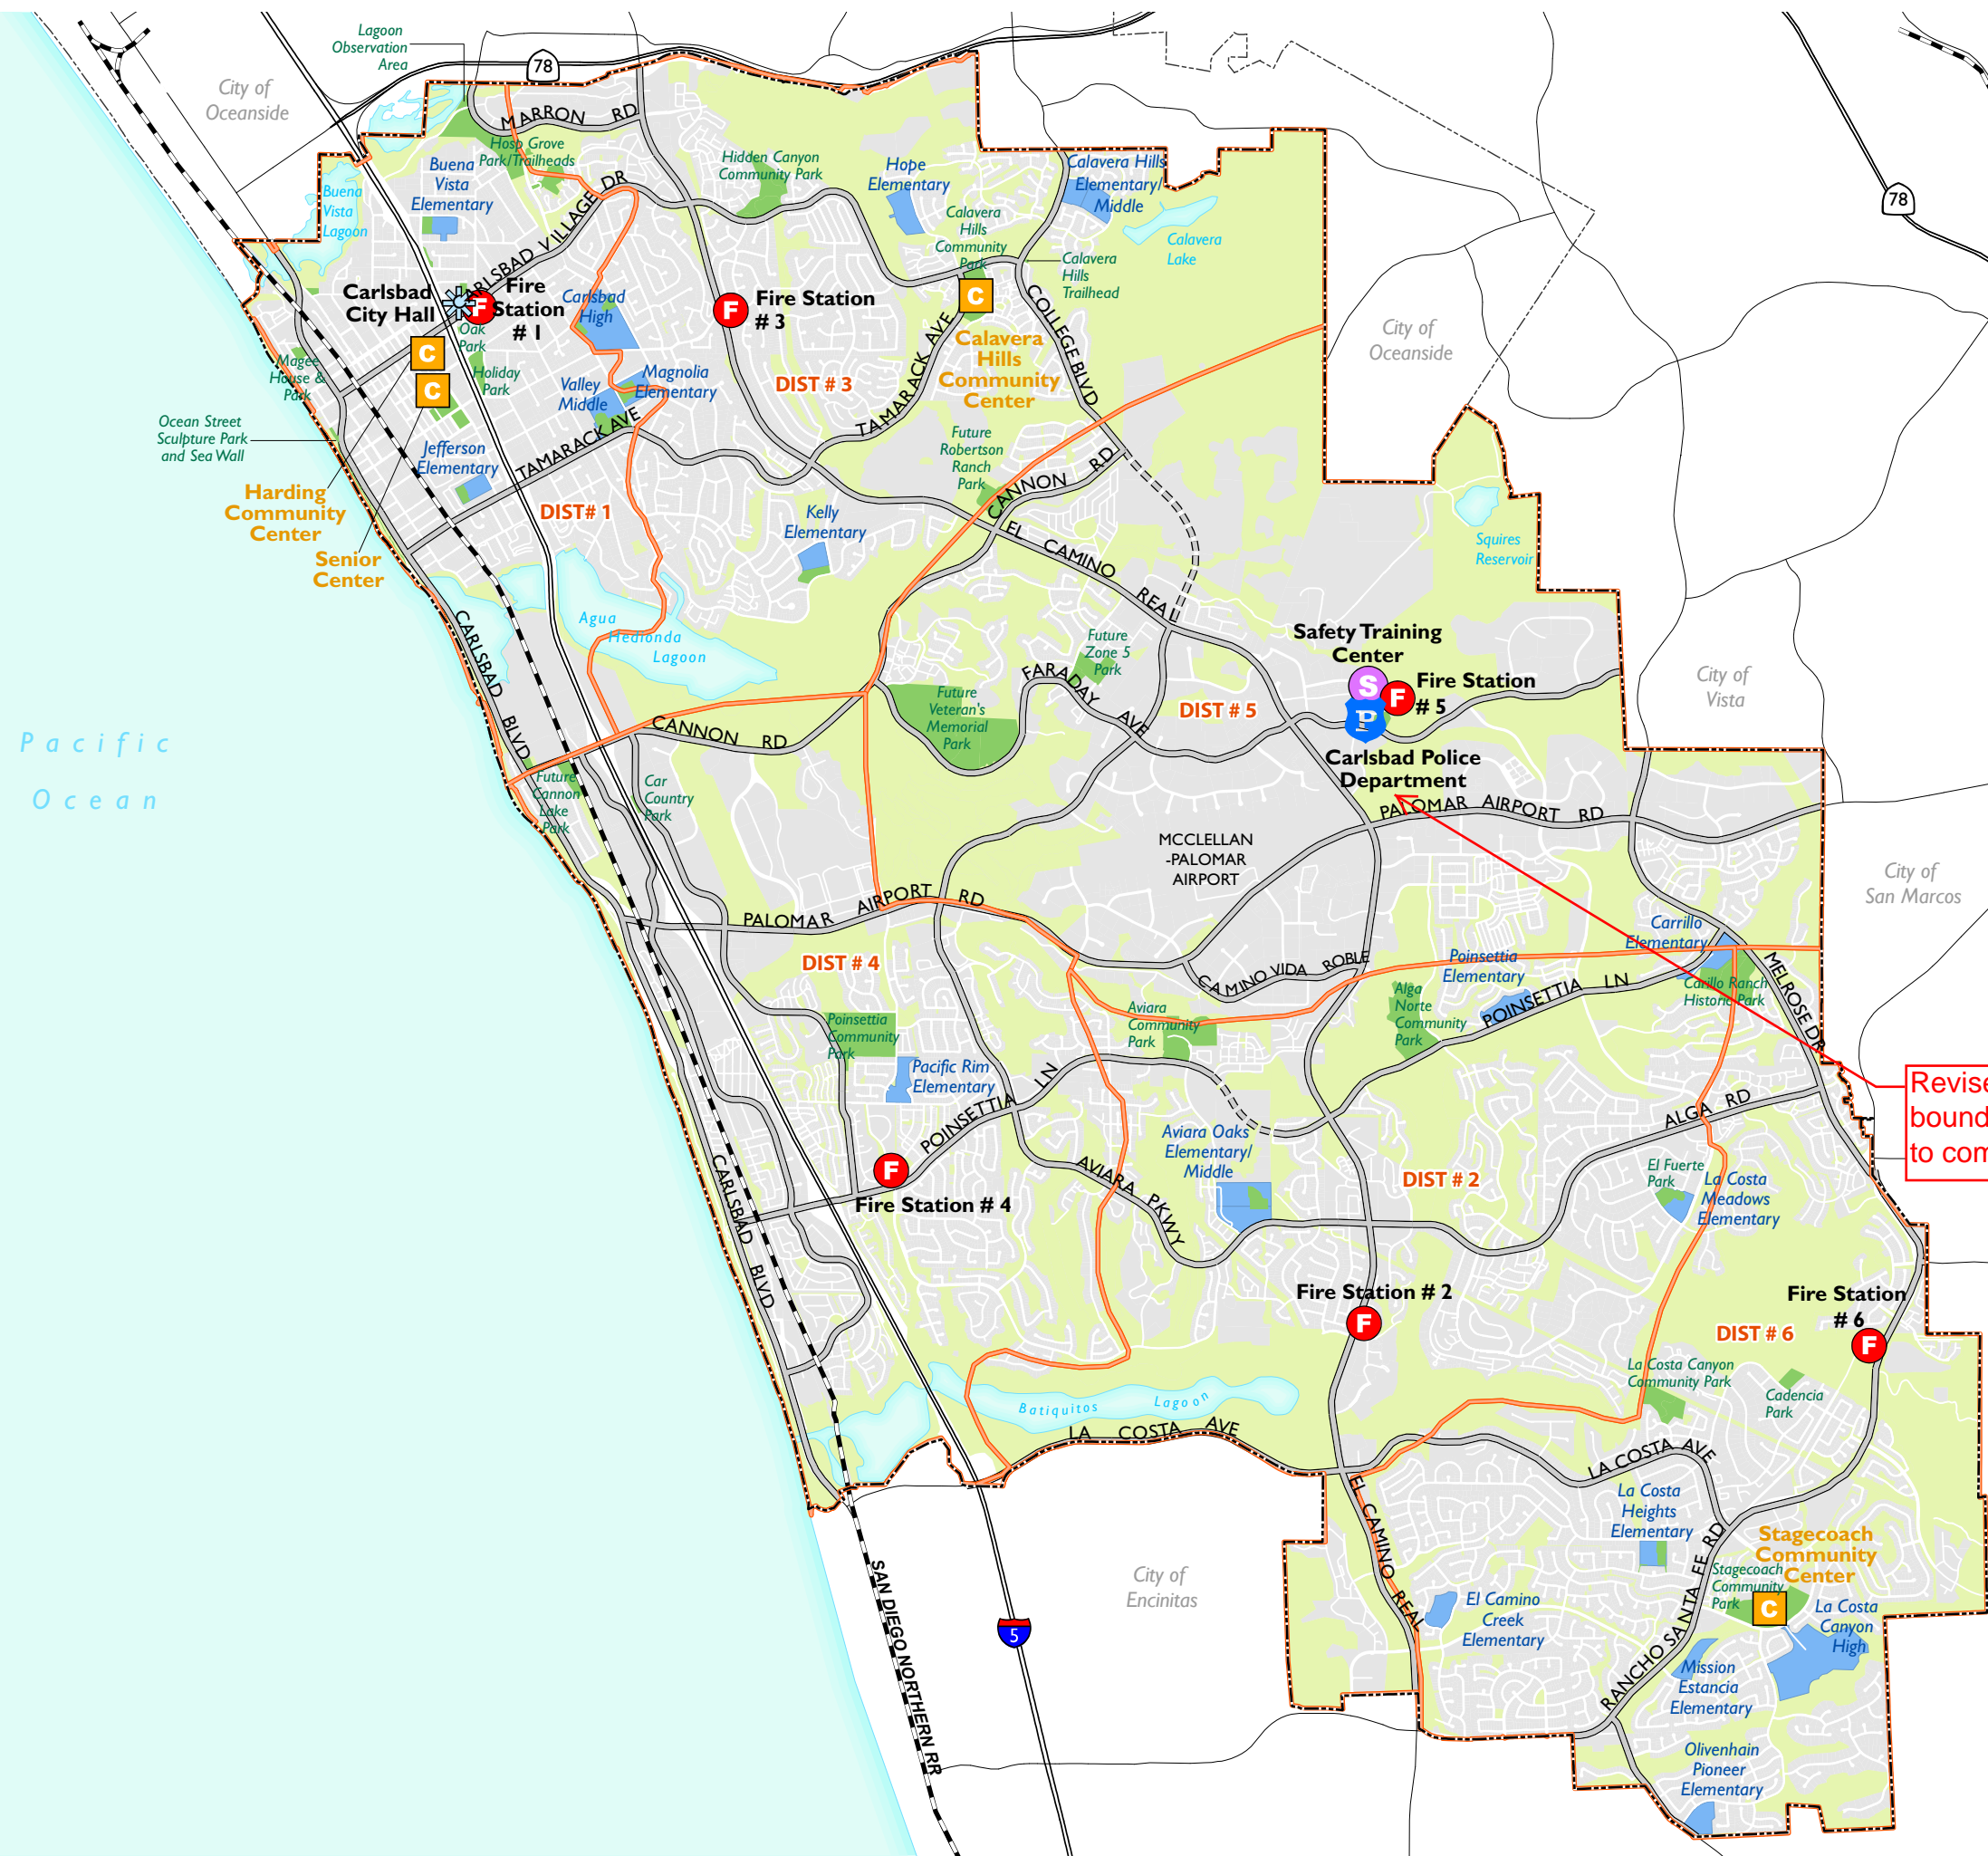 Lagoon
Observation
Area
78
City of
Oceanside
MARRON RD
Hosp Grove
Park/Trailheads
Buena
Vista
Elementary
Hidden Canyon
Community Park
Hope
Elementary
Calavera Hills
Elementary/
Middle
78
Buena
Vista
Lagoon
Calavera
Hills
Community
Park
Calavera
Lake
Calavera
Hills
Trailhead
CARLSBAD VILLAGE DR
Carlsbad
City Hall
F
Fire
Station
# 1
Carlsbad
High
F
Fire Station
# 3
C
COLLEGE BLVD
Oak
Park
City of
Oceanside
C
C
Magee
House &
Park
Holiday
Park
Valley
Middle
Magnolia
Elementary
DIST # 3
TAMARACK AVE
Calavera
Hills
Community
Center
Ocean Street
Sculpture Park
and Sea Wall
Jefferson
Elementary
TAMARACK AVE
Future
Robertson
Ranch
Park
CANNON RD
Harding
Community
Center
DIST# 1
Kelly
Elementary
Senior
Center
EL CAMINO REAL
Squires
Reservoir
Agua
Hedionda
Lagoon
CARLSBAD BLVD
Future
Zone 5
Park
Safety Training
Center
S
F
Fire Station
# 5
P
FARADAY AVE
DIST # 5
City of
Vista
Future
Veteran's
Memorial
Park
CANNON RD
Pacific
Ocean
Carlsbad Police
Department
Future
Cannon
Lake
Park
Car
Country
Park
PALOMAR AIRPORT RD
MCCLELLAN
-PALOMAR
AIRPORT
City of
San Marcos
PALOMAR AIRPORT RD
DIST # 4
Carrillo
Elementary
CAMINO VIDA ROBLE
Poinsettia
Elementary
POINSETTIA LN
Carillo Ranch
Historic Park
MELROSE DR
Alga
Norte
Community
Park
Aviara
Community
Park
Poinsettia
Community
Park
Pacific Rim
Elementary
POINSETTIA LN
ALGA RD
Aviara Oaks
Elementary/
Middle
F
Fire Station # 4
AVIARA PKWY
DIST # 2
El Fuerte
Park
La Costa
Meadows
Elementary
CARLSBAD BLVD
Fire Station # 2
F
Fire Station
# 6
F
DIST # 6
La Costa Canyon
Community Park
Cadencia
Park
Batiquitos Lagoon
LA COSTA AVE
LA COSTA AVE
EL CAMINO REAL
La Costa
Heights
Elementary
Stagecoach
Community
Center
Stagecoach
Community
Park
C
RANCHO SANTA FE RD
La Costa
Canyon
High
City of
Encinitas
5
SAN DIEGO NORTHERN RR
El Camino
Creek
Elementary
Mission
Estancia
Elementary
Olivenhain
Pioneer
Elementary